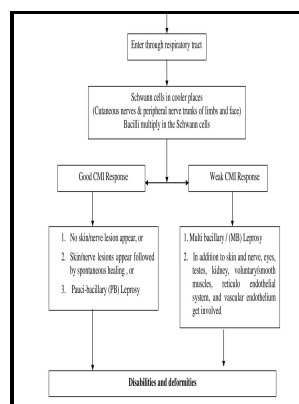 Enter through respiratory tract
Schwann cells in cooler places
(Cutaneous nerves & peripheral nerve trunks of limbs and face)
Bacilli multiply in the Schwann cells
Good CMI Response
Weak CMI Response
1. No skin/nerve lesion appear, or
2. Skin/nerve lesions appear followed
by spontaneous healing , or
3. Pauci-bacillary (PB) Leprosy
1. Multi bacillary / (MB) Leprosy
2. In addition to skin and nerve, eyes,
testes, kidney, voluntary/smooth
muscles, reticulo endothelial
system, and vascular endothelium
get involved
Disabilities and deformities